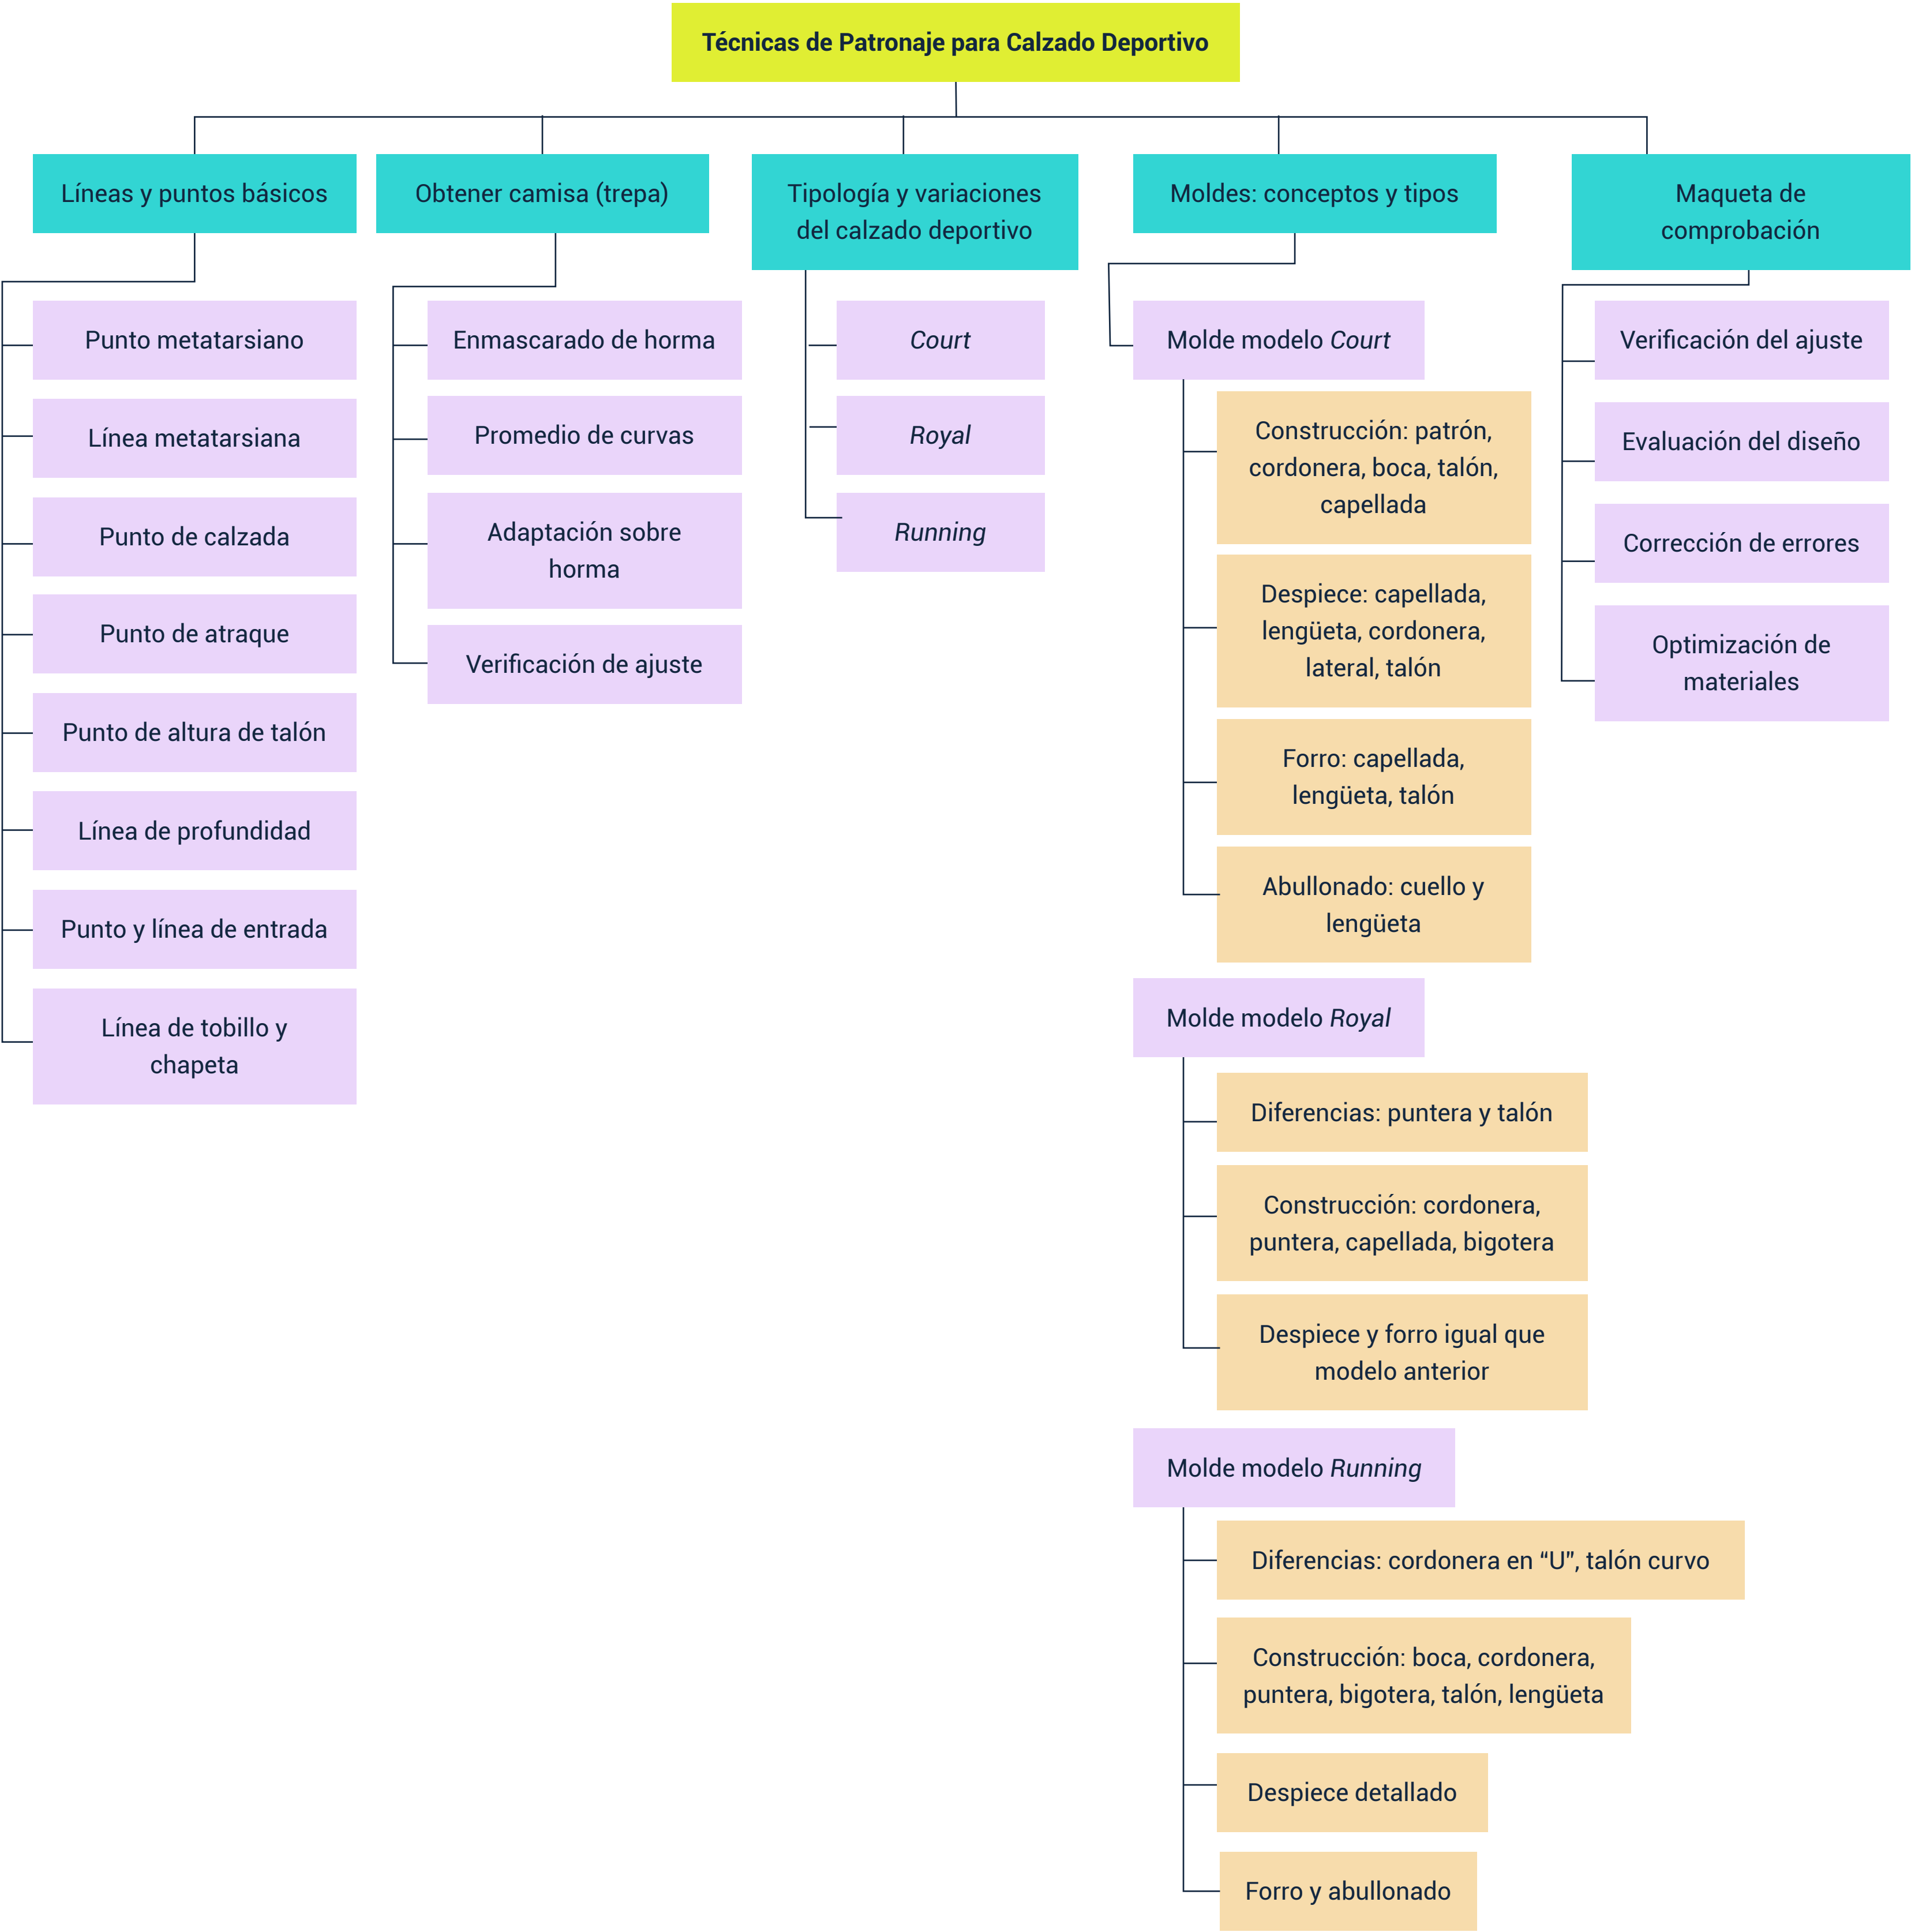 Técnicas de Patronaje para Calzado Deportivo
Líneas y puntos básicos
Punto metatarsiano
Línea metatarsiana
Punto de calzada
Punto de atraque
Punto de altura de talón
Línea de profundidad
Punto y línea de entrada
Línea de tobillo y
chapeta
Obtener camisa (trepa)
Enmascarado de horma
Promedio de curvas
Adaptación sobre
horma
Verificación de ajuste
Tipología y variaciones
del calzado deportivo
Court
Royal
Running
Moldes: conceptos y tipos
Molde modelo Court
Construcción: patrón,
cordonera, boca, talón,
capellada
Despiece: capellada,
lengüeta, cordonera,
lateral, talón
Forro: capellada,
lengüeta, talón
Abullonado: cuello y
lengüeta
Molde modelo Royal
Diferencias: puntera y talón
Construcción: cordonera,
puntera, capellada, bigotera
Despiece y forro igual que
modelo anterior
Molde modelo Running
Diferencias: cordonera en “U”, talón curvo
Construcción: boca, cordonera,
puntera, bigotera, talón, lengüeta
Despiece detallado
Forro y abullonado
Maqueta de
comprobación
Verificación del ajuste
Evaluación del diseño
Corrección de errores
Optimización de
materiales